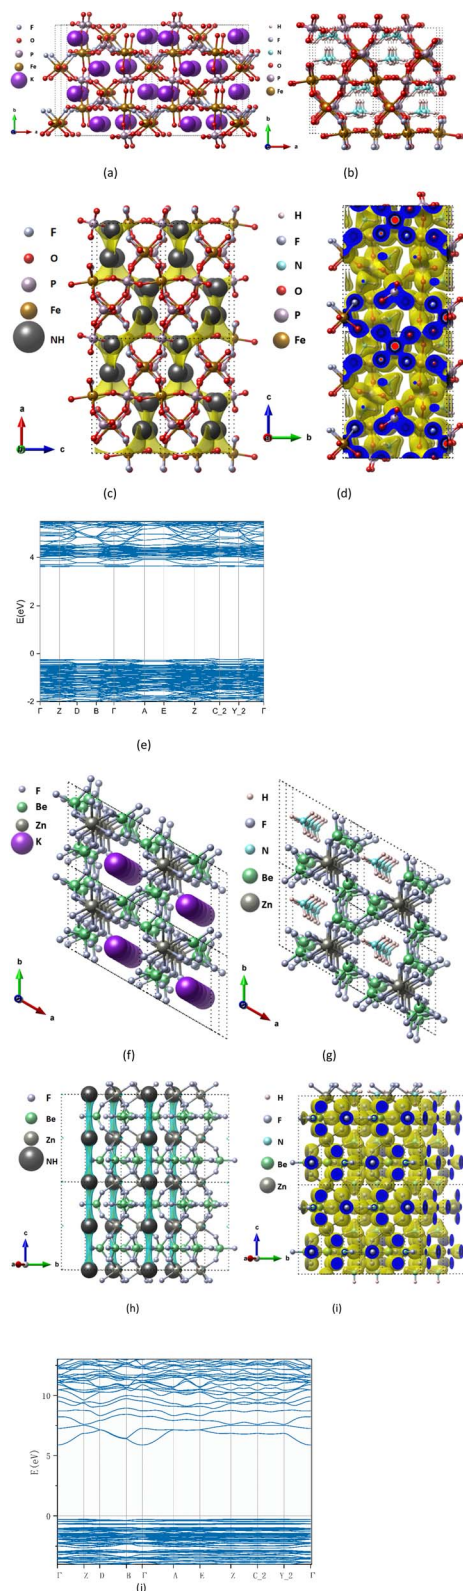 H
F
O
P
Fe
K
b
a
(a)
H
F
N
O
P
Fe
b
a
(b)
F
O
P
Fe
NH
a
b
c
(c)
H
F
N
O
P
Fe
c
b
(d)
E(eV)
4
2
0
-2
Γ Z D B Γ A E Z C_2 Y_2 Γ
(e)
F
Be
Zn
K
b
a
(f)
H
F
N
Be
Zn
b
a
(g)
F
Be
Zn
NH
c
a b
(h)
H
F
N
Be
Zn
c
a b
(i)
E(eV)
10
5
0
Γ Z D B Γ A E Z C_2 Y_2 Γ
(j)